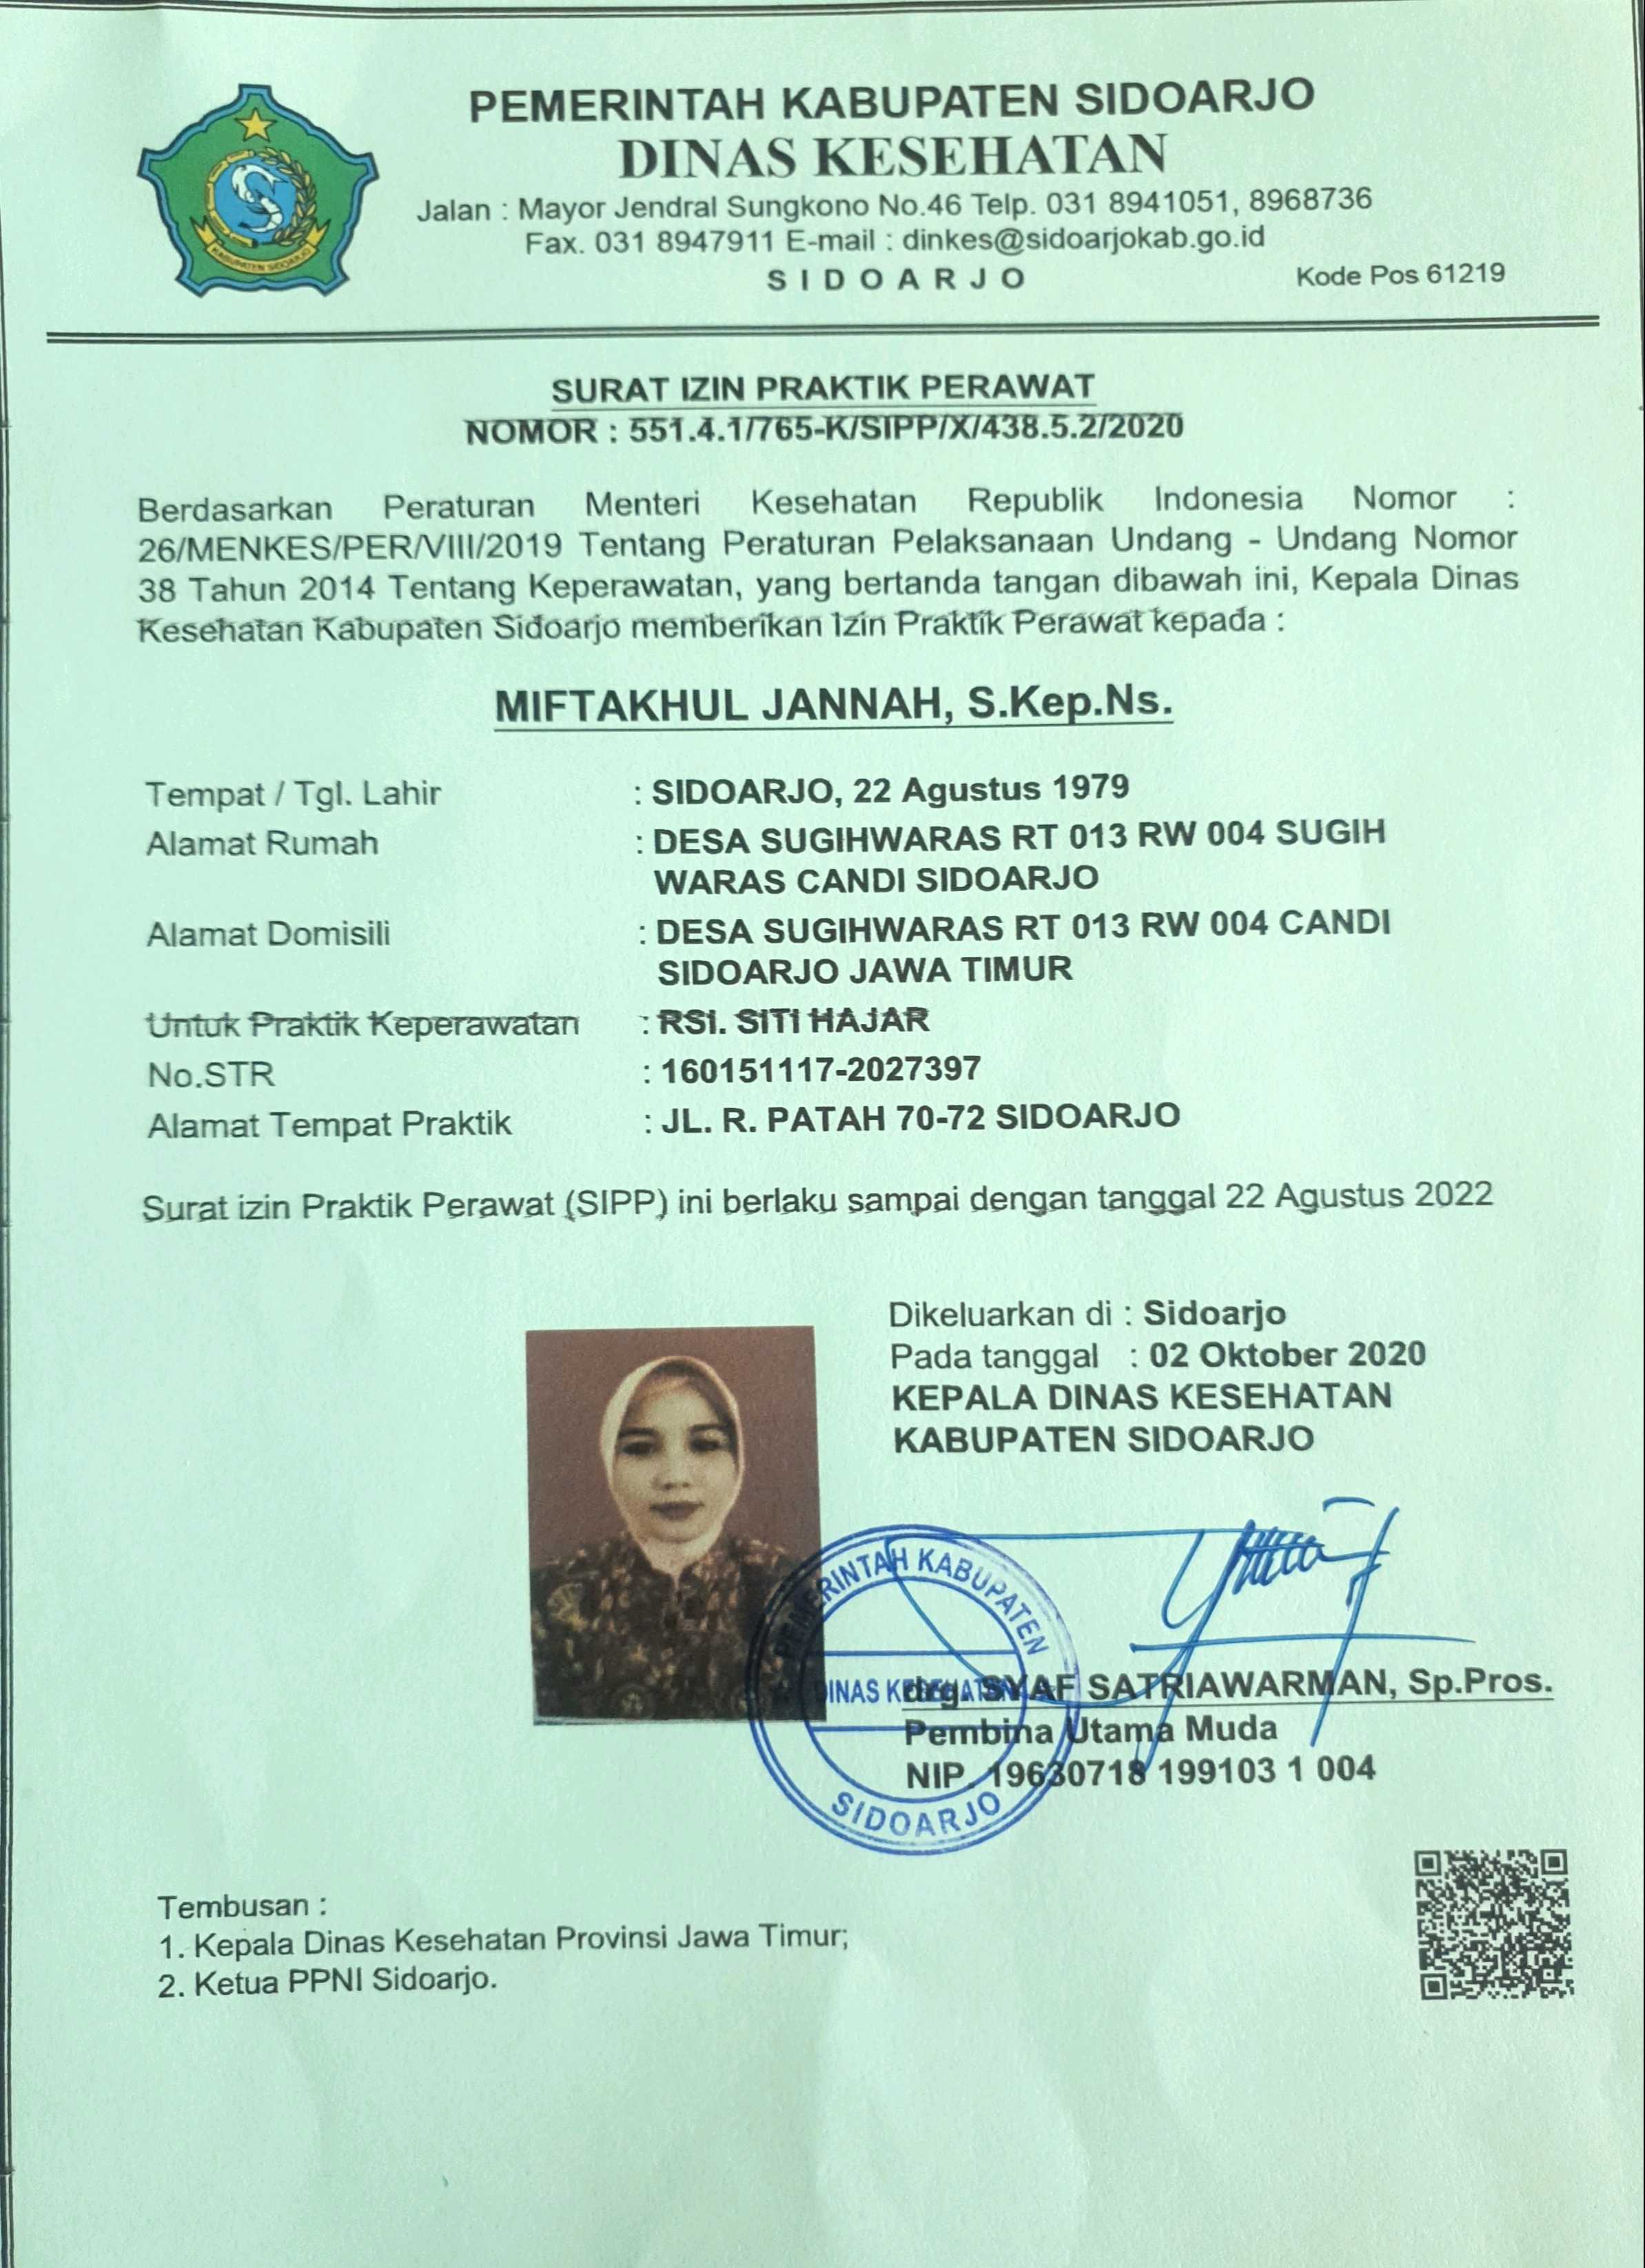 PEMERINTAH KABUPATEN SIDOARJO
DINAS KESEHATAN
Jalan : Mayor Jendral Sungkono No.46 Telp. 031 8941051, 8968736
Fax. 031 8947911 E-mail : dinkes@sidoarjokab.go.id
S I D O A R J O
Kode Pos 61219
KABUPATEN SIDOARJO
SURAT IZIN PRAKTIK PERAWAT
NOMOR : 551.4.1/765-K/SIPP/X/438.5.2/2020
Berdasarkan Peraturan Menteri Kesehatan Republik Indonesia Nomor :
26/MENKES/PER/VIII/2019 Tentang Peraturan Pelaksanaan Undang - Undang Nomor
38 Tahun 2014 Tentang Keperawatan, yang bertanda tangan dibawah ini, Kepala Dinas
Kesehatan Kabupaten Sidoarjo memberikan Izin Praktik Perawat kepada :
MIFTAKHUL JANNAH, S.Kep.Ns.
Tempat / Tgl. Lahir : SIDOARJO, 22 Agustus 1979
Alamat Rumah : DESA SUGIHWARAS RT 013 RW 004 SUGIH
WARAS CANDI SIDOARJO
Alamat Domisili : DESA SUGIHWARAS RT 013 RW 004 CANDI
SIDOARJO JAWA TIMUR
Untuk Praktik Keperawatan : RSI. SITI HAJAR
No.STR : 160151117-2027397
Alamat Tempat Praktik : JL. R. PATAH 70-72 SIDOARJO
Surat izin Praktik Perawat (SIPP) ini berlaku sampai dengan tanggal 22 Agustus 2022
Dikeluarkan di : Sidoarjo
Pada tanggal : 02 Oktober 2020
KEPALA DINAS KESEHATAN
KABUPATEN SIDOARJO
PEMERINTAH KABUPATEN
DINAS KESEHATAN
SIDOARJO
drg. SYAF SATRIAWARMAN, Sp.Pros.
Pembina Utama Muda
NIP. 19630718 199103 1 004
Tembusan :
1. Kepala Dinas Kesehatan Provinsi Jawa Timur;
2. Ketua PPNI Sidoarjo.